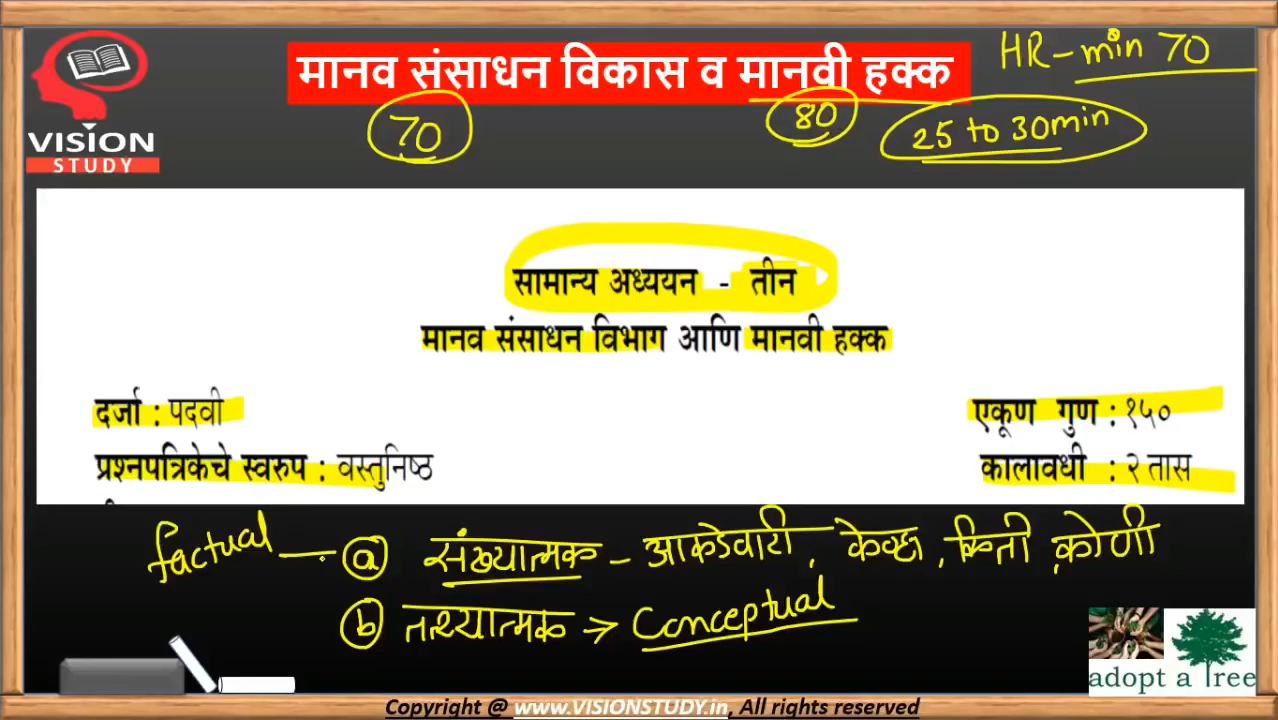 मानव संसाधन विकास व मानवी हक्क
HR - min 70
VISION
STUDY
70
80
25 to 30min
सामान्य अध्ययन - तीन
मानव संसाधन विभाग आणि मानवी हक्क
दर्जा : पदवी
एकूण गुण : १५०
प्रश्नपत्रिकेचे स्वरुप : वस्तुनिष्ठ
कालावधी : २ तास
factual — (a) संख्यात्मक - आकडेवारी, केव्हा, किती, कोणी
(b) तथ्यात्मक → Conceptual
adopt a Tree
Copyright @ www.VISIONSTUDY.in, All rights reserved